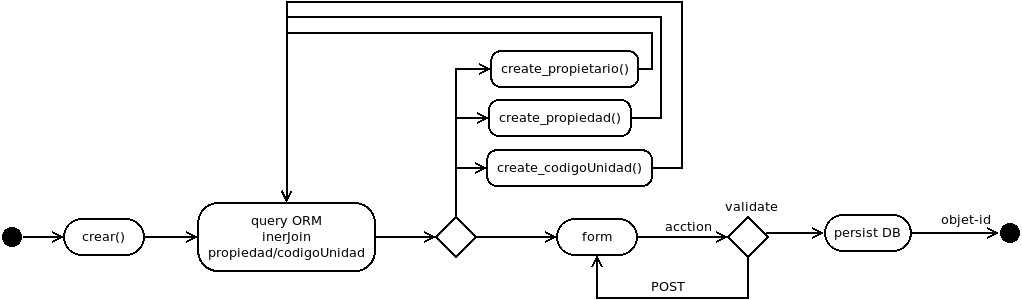 create_propietario()
create_propiedad()
create_codigoUnidad()
crear()
query ORM
inerJoin
propiedad/codigoUnidad
form
acction
validate
persist DB
objet-id
POST